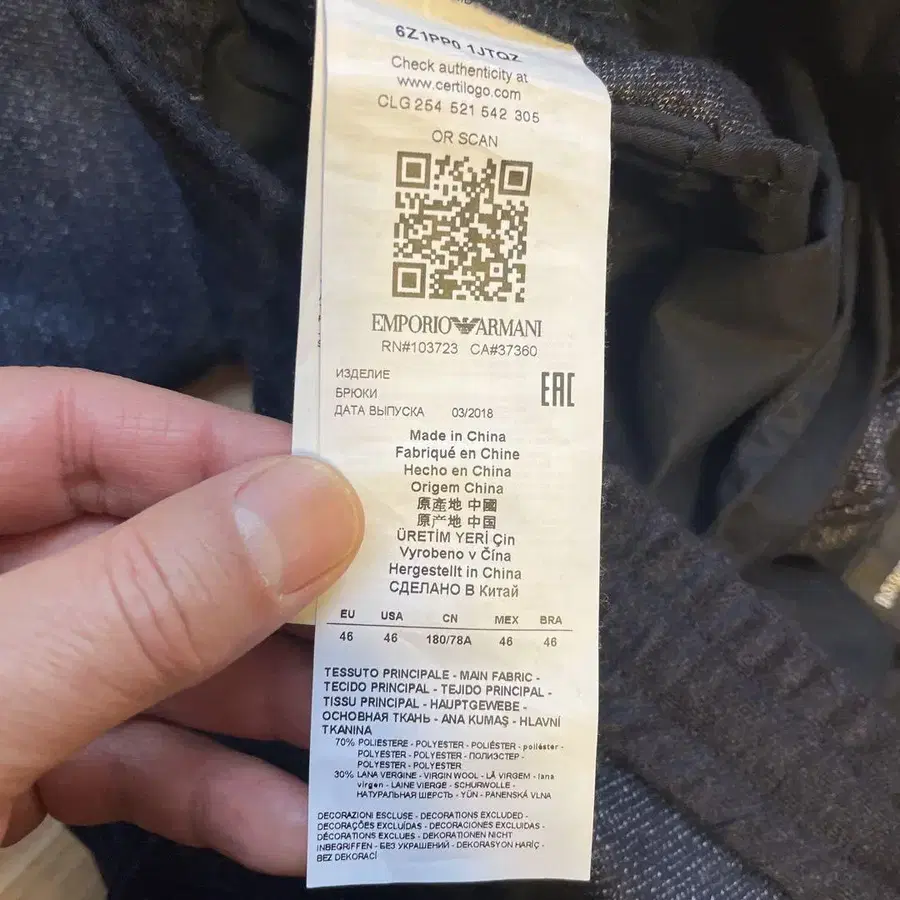 6Z1PP0 1JTQZ
Check authenticity at
www.certilogo.com
CLG 254 521 542 305
OR SCAN
EMPORIO ARMANI
RN#103723 CA#37360
ИЗДЕЛИЕ
БРЮКИ
EAC
ДАТА ВЫПУСКА 03/2018
Made in China
Fabriqué en Chine
Hecho en China
Origem China
原產地 中國
原产地 中国
ÜRETİM YERİ Çin
Vyrobeno v Čína
Hergestellt in China
СДЕЛАНО В Китай
EU USA CN MEX BRA
46 46 180/78A 46 46
TESSUTO PRINCIPALE - MAIN FABRIC -
TECIDO PRINCIPAL - TEJIDO PRINCIPAL -
TISSU PRINCIPAL - HAUPTGEWEBE -
ОСНОВНАЯ ТКАНЬ - ANA KUMAŞ - HLAVNÍ
TKANINA
70% POLIESTERE - POLYESTER - POLIÉSTER - poliéster -
POLYESTER - POLYESTER - ПОЛИЭСТЕР -
POLYESTER - POLYESTER
30% LANA VERGINE - VIRGIN WOOL - LÃ VIRGEM - lana
virgen - LAINE VIERGE - SCHURWOLLE -
НАТУРАЛЬНАЯ ШЕРСТЬ - YÜN - PANENSKÁ VLNA
DECORAZIONI ESCLUSE - DECORATIONS EXCLUDED -
DECORAÇÕES EXCLUÍDAS - DECORACIONES EXCLUIDAS -
DÉCORATIONS EXCLUES - DEKORATIONEN NICHT
INBEGRIFFEN - БЕЗ УКРАШЕНИЙ - DEKORASYON HARİÇ -
BEZ DEKORACÍ